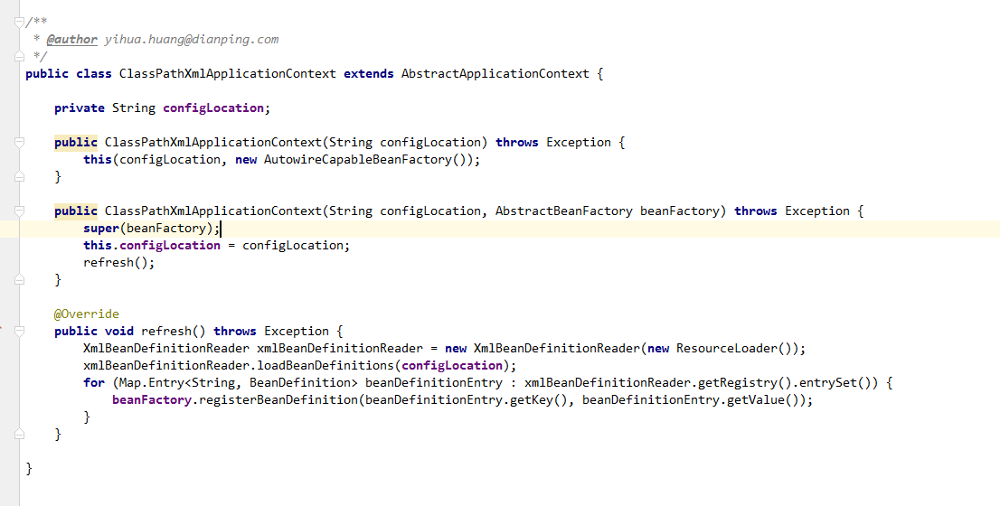 /**
 * @author yihua.huang@dianping.com
 */
public class ClassPathXmlApplicationContext extends AbstractApplicationContext {
    private String configLocation;
    public ClassPathXmlApplicationContext(String configLocation) throws Exception {
        this(configLocation, new AutowireCapableBeanFactory());
    }
    public ClassPathXmlApplicationContext(String configLocation, AbstractBeanFactory beanFactory) throws Exception {
        super(beanFactory);
        this.configLocation = configLocation;
        refresh();
    }
    @Override
    public void refresh() throws Exception {
        XmlBeanDefinitionReader xmlBeanDefinitionReader = new XmlBeanDefinitionReader(new ResourceLoader());
        xmlBeanDefinitionReader.loadBeanDefinitions(configLocation);
        for (Map.Entry<String, BeanDefinition> beanDefinitionEntry : xmlBeanDefinitionReader.getRegistry().entrySet()) {
            beanFactory.registerBeanDefinition(beanDefinitionEntry.getKey(), beanDefinitionEntry.getValue());
        }
    }
}